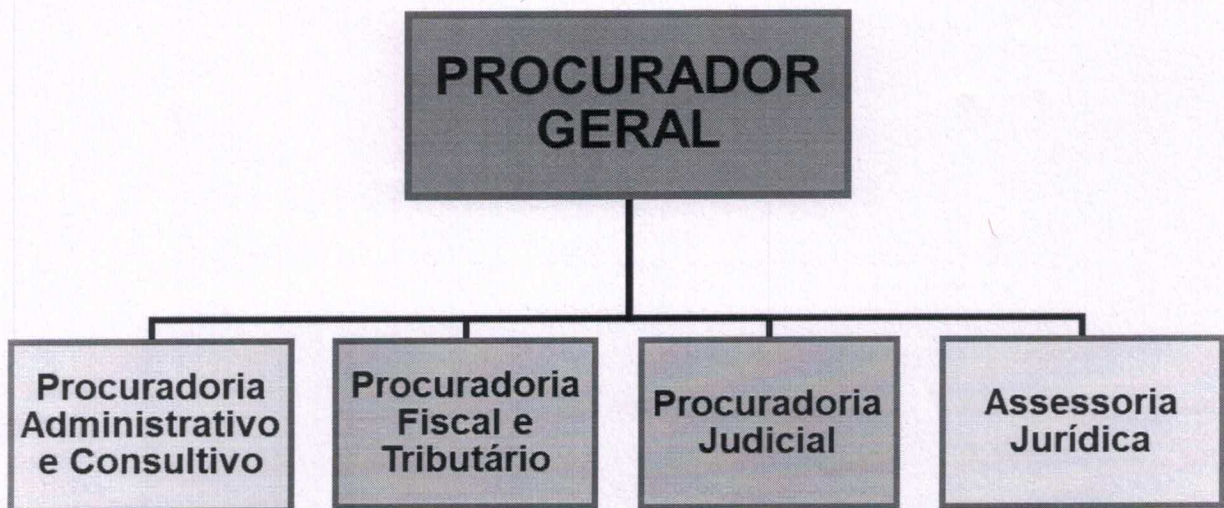 PROCURADOR
GERAL
Procuradoria
Administrativo
e Consultivo
Procuradoria
Fiscal e
Tributário
Procuradoria
Judicial
Assessoria
Jurídica